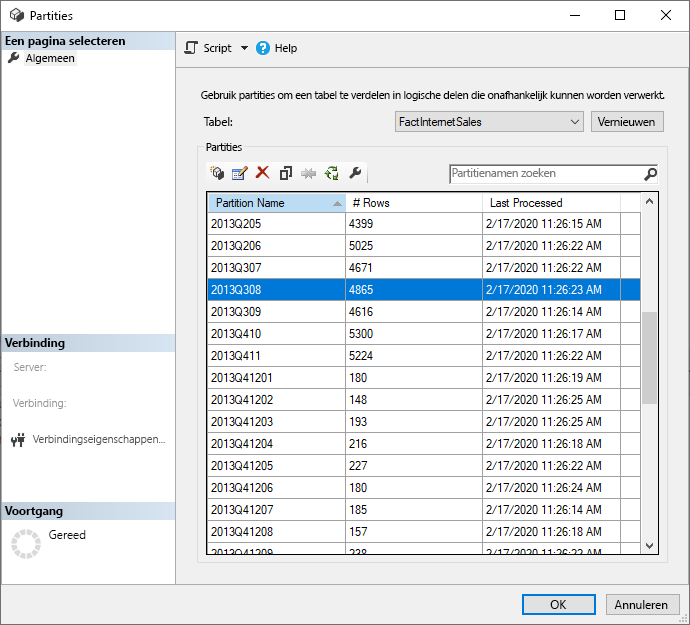 Partities
Een pagina selecteren
Algemeen
Script Help
Gebruik partities om een tabel te verdelen in logische delen die onafhankelijk kunnen worden verwerkt.
Tabel: FactInternetSales Vernieuwen
Partities
Partitienamen zoeken
Partition Name # Rows Last Processed
2013Q205 4399 2/17/2020 11:26:15 AM
2013Q206 5025 2/17/2020 11:26:22 AM
2013Q307 4671 2/17/2020 11:26:22 AM
2013Q308 4865 2/17/2020 11:26:23 AM
2013Q309 4616 2/17/2020 11:26:14 AM
2013Q410 5300 2/17/2020 11:26:17 AM
2013Q411 5224 2/17/2020 11:26:22 AM
2013Q41201 180 2/17/2020 11:26:19 AM
2013Q41202 148 2/17/2020 11:26:25 AM
2013Q41203 193 2/17/2020 11:26:25 AM
2013Q41204 216 2/17/2020 11:26:18 AM
2013Q41205 227 2/17/2020 11:26:22 AM
2013Q41206 180 2/17/2020 11:26:24 AM
2013Q41207 185 2/17/2020 11:26:14 AM
2013Q41208 157 2/17/2020 11:26:18 AM
2013Q41209 238 2/17/2020 11:26:22 AM
Verbinding
Server:
Verbinding:
Verbindingseigenschappen...
Voortgang
Gereed
OK Annuleren